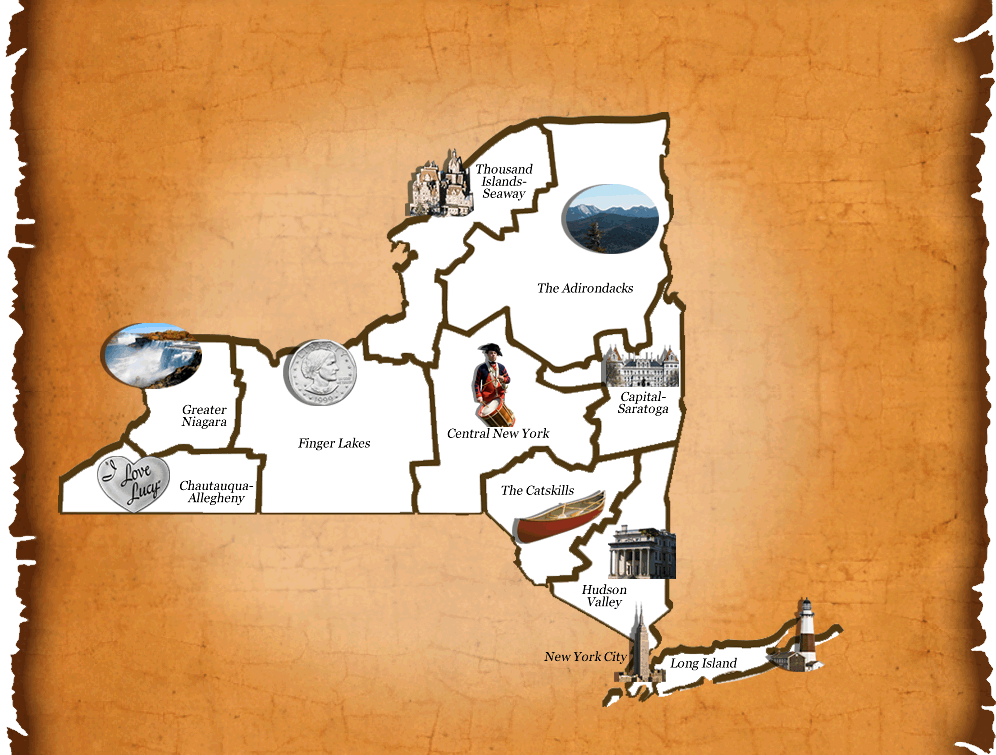 Thousand
Islands-
Seaway
The Adirondacks
Greater
Niagara
Finger Lakes
1999
Central New York
Capital-
Saratoga
I
Love
Lucy
Chautauqua-
Allegheny
The Catskills
Hudson
Valley
New York City
Long Island